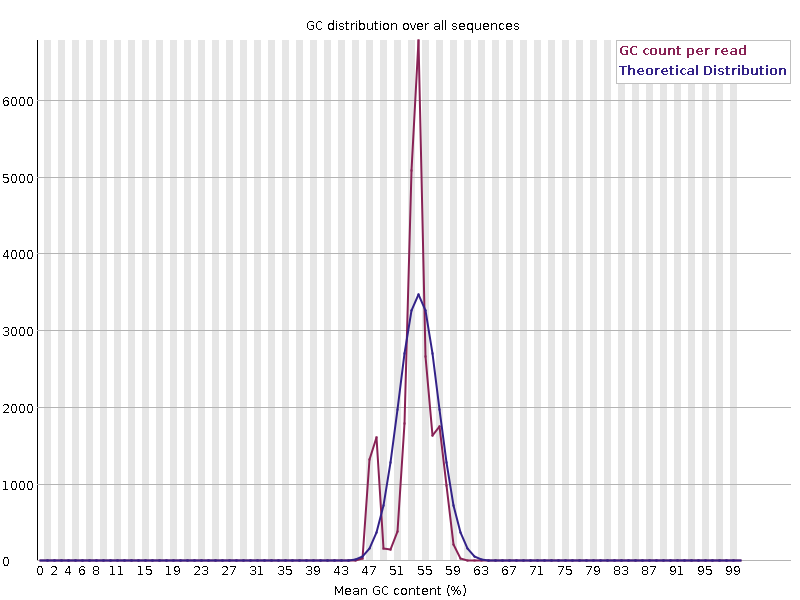 GC distribution over all sequences
GC count per read
Theoretical Distribution
6000
5000
4000
3000
2000
1000
0
0 2 4 6 8 11 15 19 23 27 31 35 39 43 47 51 55 59 63 67 71 75 79 83 87 91 95 99
Mean GC content (%)